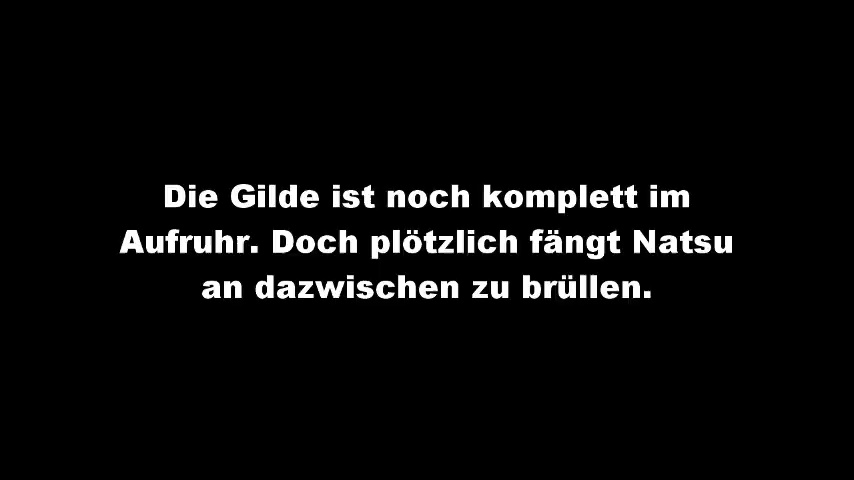 Die Gilde ist noch komplett im
Aufruhr. Doch plötzlich fängt Natsu
an dazwischen zu brüllen.